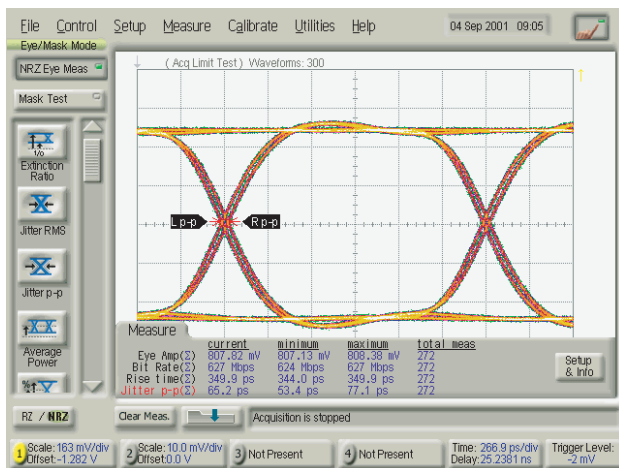 File Control Setup Measure Calibrate Utilities Help 04 Sep 2001 09:05
Eye/Mask Mode
NRZ Eye Meas
( Acq Limit Test ) Waveforms: 300
Mask Test
1/0
Extinction
Ratio
Jitter RMS
L p-p R p-p
Jitter p-p
Average
Power
Measure
current minimum maximum total meas
Eye Amp(Σ) 807.82 mV 807.13 mV 808.38 mV 272
Bit Rate(Σ) 627 Mbps 624 Mbps 627 Mbps 272
Rise time(Σ) 349.9 ps 344.0 ps 349.9 ps 272
Jitter p-p(Σ) 65.2 ps 53.4 ps 77.1 ps 272
Setup
& Info
%
RZ / NRZ
Clear Meas.
Acquisition is stopped
1 Scale:163 mV/div
Offset:-1.282 V
2 Scale:10.0 mV/div
Offset:0.0 V
3 Not Present
4 Not Present
Time: 266.9 ps/div
Delay:25.2381 ns
Trigger Level:
-2 mV